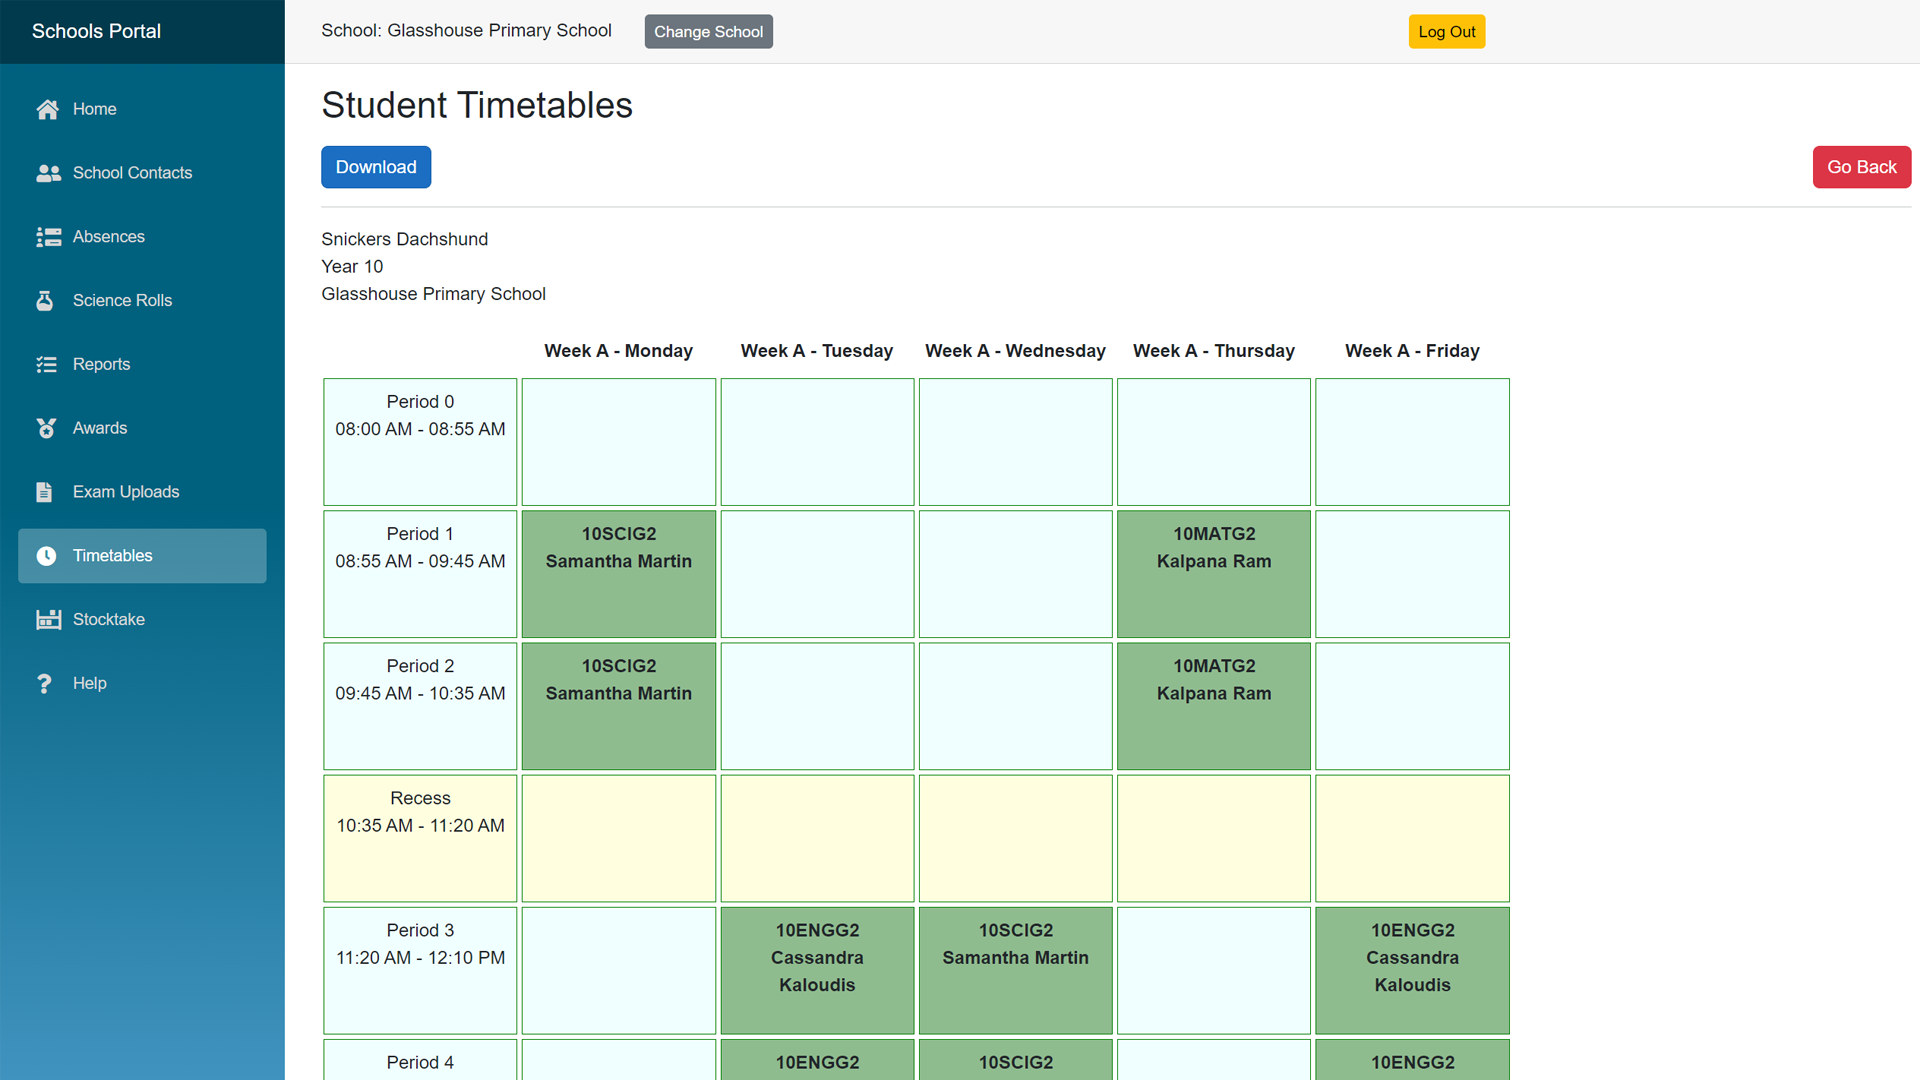 Schools Portal
School: Glasshouse Primary School
Change School
Log Out
Home
School Contacts
Absences
Science Rolls
Reports
Awards
Exam Uploads
Timetables
Stocktake
Help
Student Timetables
Download
Go Back
Snickers Dachshund
Year 10
Glasshouse Primary School
Week A - Monday
Week A - Tuesday
Week A - Wednesday
Week A - Thursday
Week A - Friday
Period 0
08:00 AM - 08:55 AM
Period 1
08:55 AM - 09:45 AM
10SCIG2
Samantha Martin
10MATG2
Kalpana Ram
Period 2
09:45 AM - 10:35 AM
10SCIG2
Samantha Martin
10MATG2
Kalpana Ram
Recess
10:35 AM - 11:20 AM
Period 3
11:20 AM - 12:10 PM
10ENGG2
Cassandra
Kaloudis
10SCIG2
Samantha Martin
10ENGG2
Cassandra
Kaloudis
Period 4
10ENGG2
10SCIG2
10ENGG2